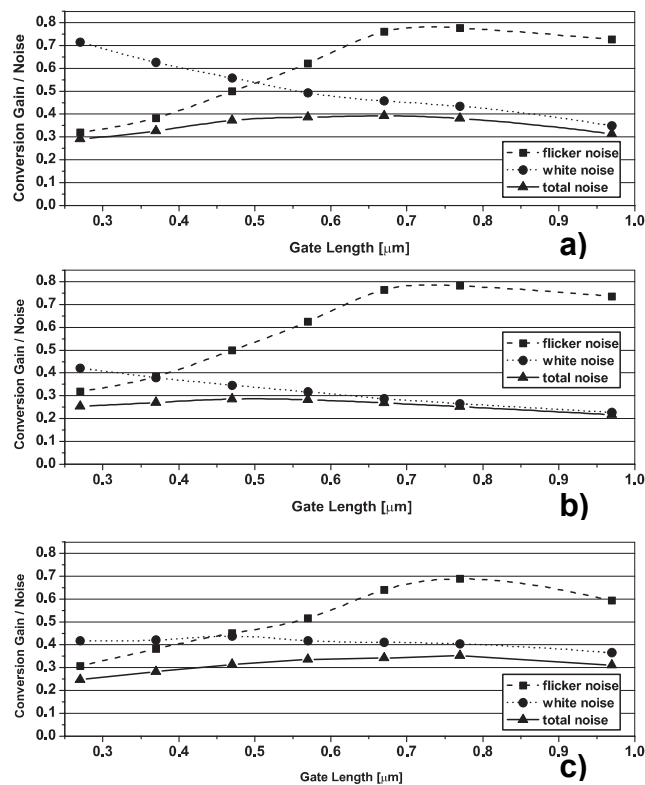 0.8
0.7
0.6
0.5
0.4
0.3
0.2
0.1
0.0
Conversion Gain / Noise
flicker noise
white noise
total noise
0.3 0.4 0.5 0.6 0.7 0.8 0.9 1.0
Gate Length [μm]
a)
0.8
0.7
0.6
0.5
0.4
0.3
0.2
0.1
0.0
Conversion Gain / Noise
flicker noise
white noise
total noise
0.3 0.4 0.5 0.6 0.7 0.8 0.9 1.0
Gate Length [μm]
b)
0.8
0.7
0.6
0.5
0.4
0.3
0.2
0.1
0.0
Conversion Gain / Noise
flicker noise
white noise
total noise
0.3 0.4 0.5 0.6 0.7 0.8 0.9 1.0
Gate Length [μm]
c)